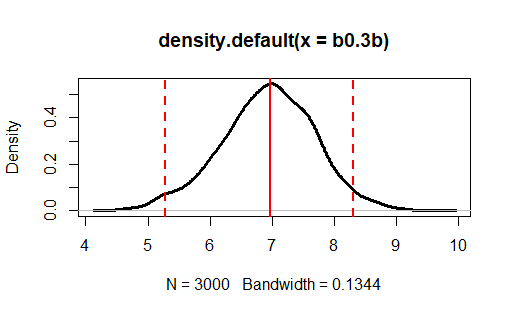 density.default(x = b0.3b)
Density
0.0 0.2 0.4
4 5 6 7 8 9 10
N = 3000 Bandwidth = 0.1344